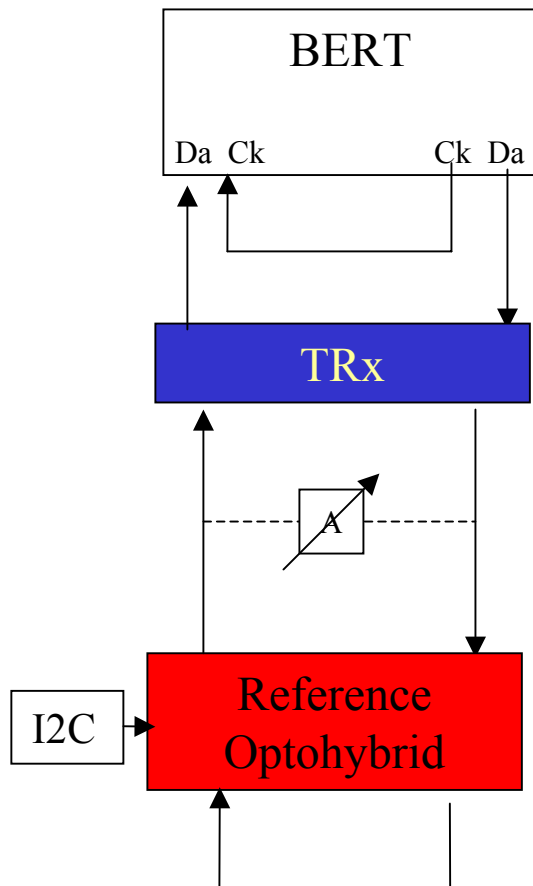 BERT
Da Ck Ck Da
TRx
A
I2C
Reference
Optohybrid